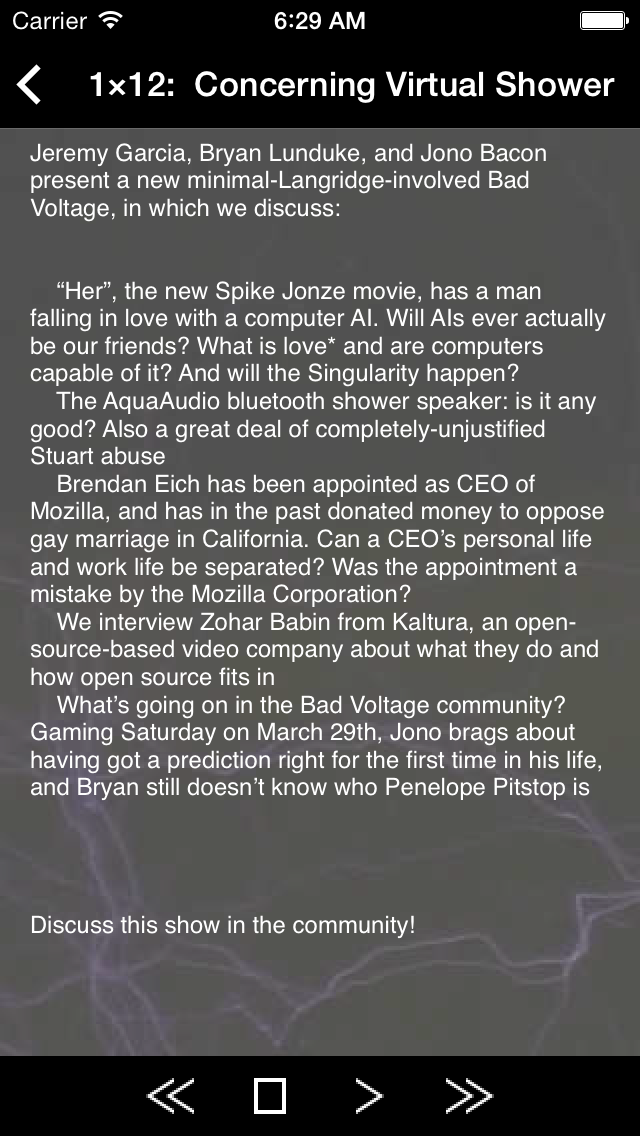 Carrier 6:29 AM
1×12: Concerning Virtual Shower
Jeremy Garcia, Bryan Lunduke, and Jono Bacon
present a new minimal-Langridge-involved Bad
Voltage, in which we discuss:
“Her”, the new Spike Jonze movie, has a man
falling in love with a computer AI. Will AIs ever actually
be our friends? What is love* and are computers
capable of it? And will the Singularity happen?
The AquaAudio bluetooth shower speaker: is it any
good? Also a great deal of completely-unjustified
Stuart abuse
Brendan Eich has been appointed as CEO of
Mozilla, and has in the past donated money to oppose
gay marriage in California. Can a CEO’s personal life
and work life be separated? Was the appointment a
mistake by the Mozilla Corporation?
We interview Zohar Babin from Kaltura, an open-
source-based video company about what they do and
how open source fits in
What’s going on in the Bad Voltage community?
Gaming Saturday on March 29th, Jono brags about
having got a prediction right for the first time in his life,
and Bryan still doesn’t know who Penelope Pitstop is
Discuss this show in the community!